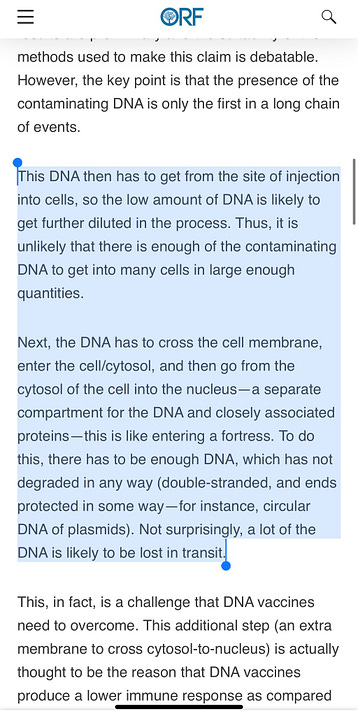 ORF
methods used to make this claim is debatable.
However, the key point is that the presence of the
contaminating DNA is only the first in a long chain
of events.
This DNA then has to get from the site of injection
into cells, so the low amount of DNA is likely to
get further diluted in the process. Thus, it is
unlikely that there is enough of the contaminating
DNA to get into many cells in large enough
quantities.
Next, the DNA has to cross the cell membrane,
enter the cell/cytosol, and then go from the
cytosol of the cell into the nucleus—a separate
compartment for the DNA and closely associated
proteins—this is like entering a fortress. To do
this, there has to be enough DNA, which has not
degraded in any way (double-stranded, and ends
protected in some way—for instance, circular
DNA of plasmids). Not surprisingly, a lot of the
DNA is likely to be lost in transit.
This, in fact, is a challenge that DNA vaccines
need to overcome. This additional step (an extra
membrane to cross cytosol-to-nucleus) is actually
thought to be the reason that DNA vaccines
produce a lower immune response as compared